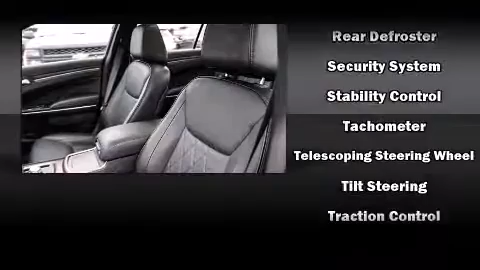 Rear Defroster
Security System
Stability Control
Tachometer
Telescoping Steering Wheel
Tilt Steering
Traction Control